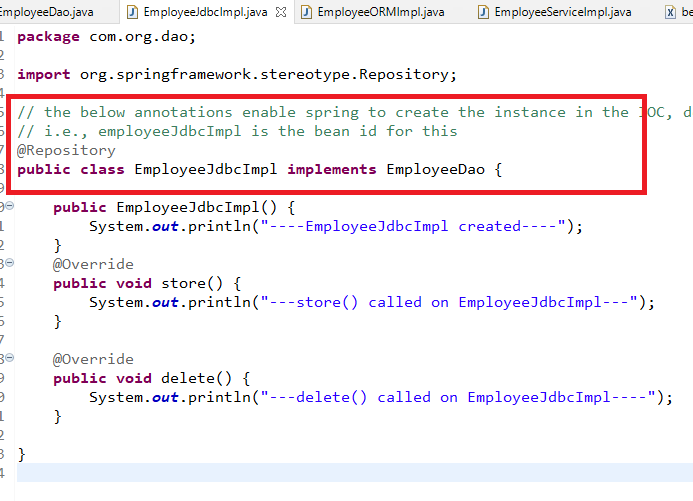 EmployeeDao.java EmployeeJdbcImpl.java EmployeeORMImpl.java EmployeeServiceImpl.java be
package com.org.dao;
import org.springframework.stereotype.Repository;
// the below annotations enable spring to create the instance in the IOC, d
// i.e., employeeJdbcImpl is the bean id for this
@Repository
public class EmployeeJdbcImpl implements EmployeeDao {
public EmployeeJdbcImpl() {
System.out.println("----EmployeeJdbcImpl created----");
}
@Override
public void store() {
System.out.println("---store() called on EmployeeJdbcImpl---");
}
@Override
public void delete() {
System.out.println("---delete() called on EmployeeJdbcImpl----");
}
}